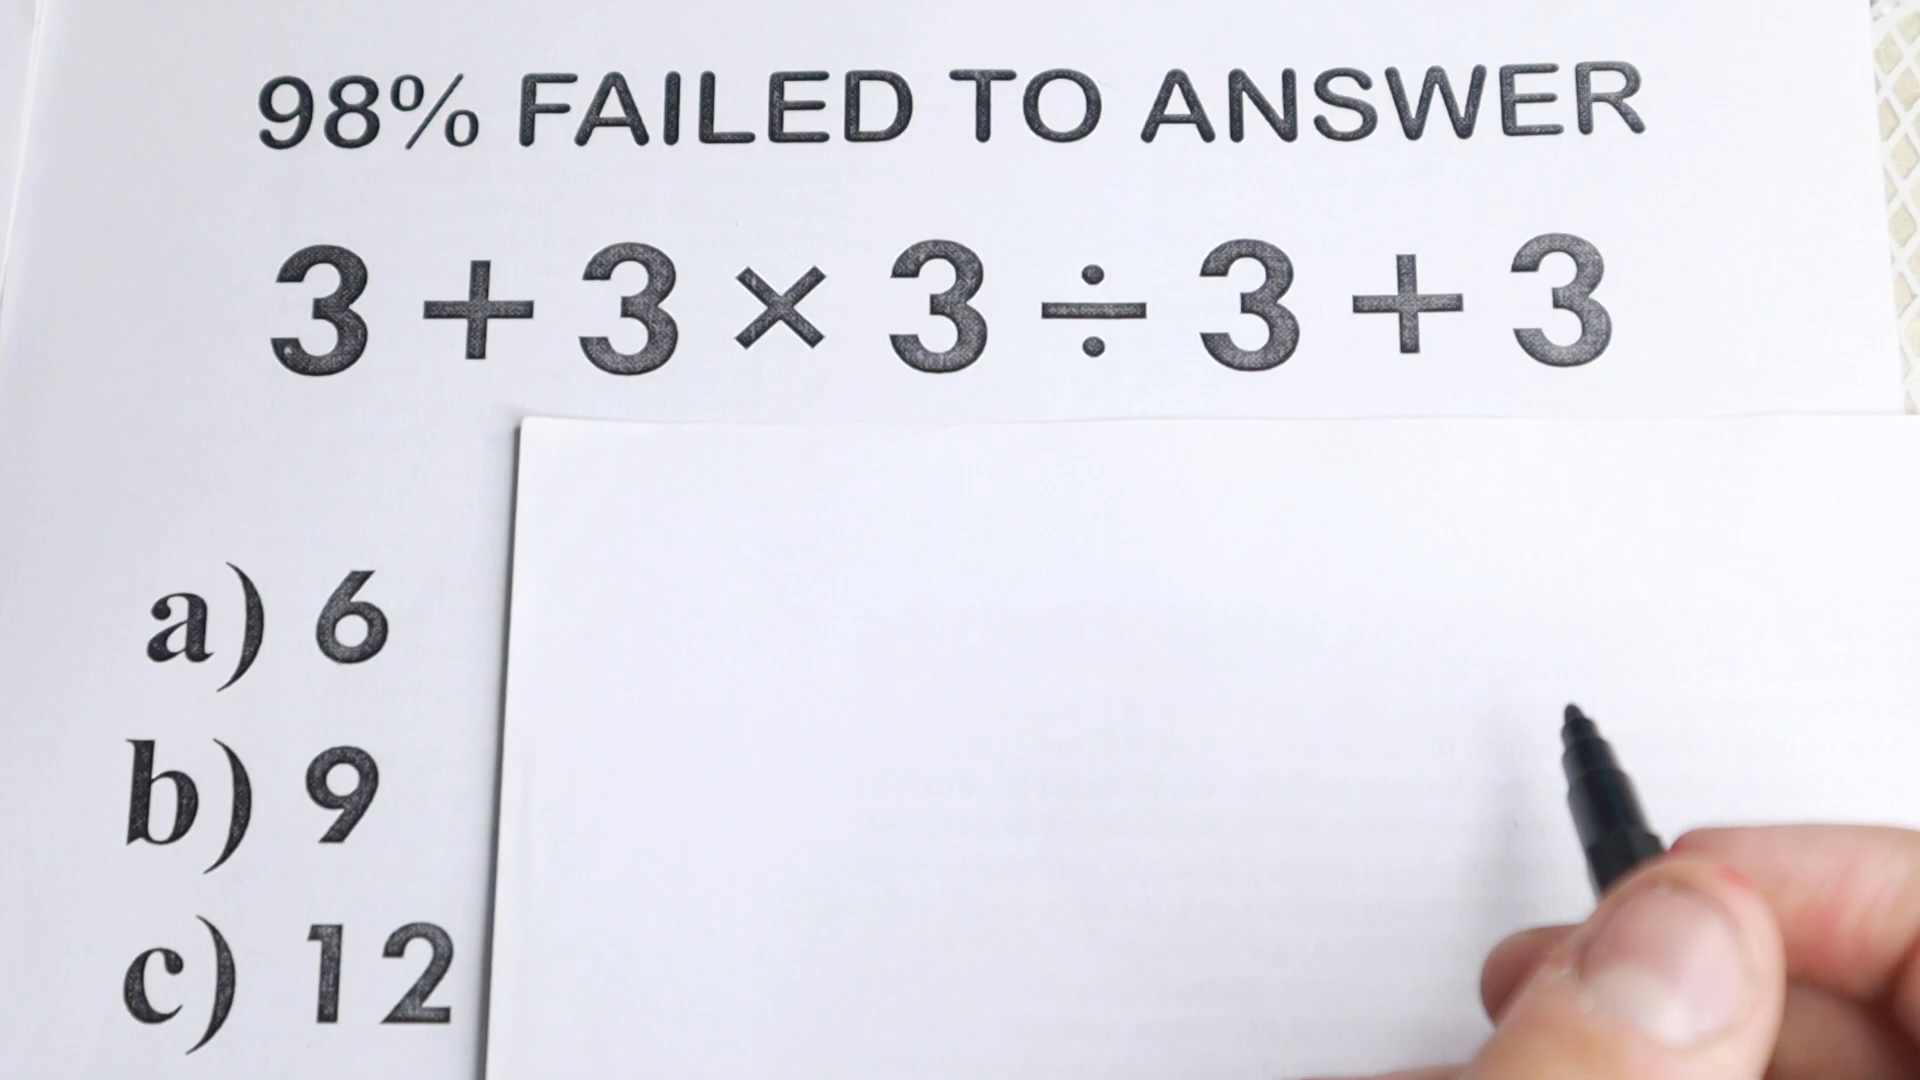 98% FAILED TO ANSWER
3 + 3 × 3 ÷ 3 + 3
a) 6
b) 9
c) 12